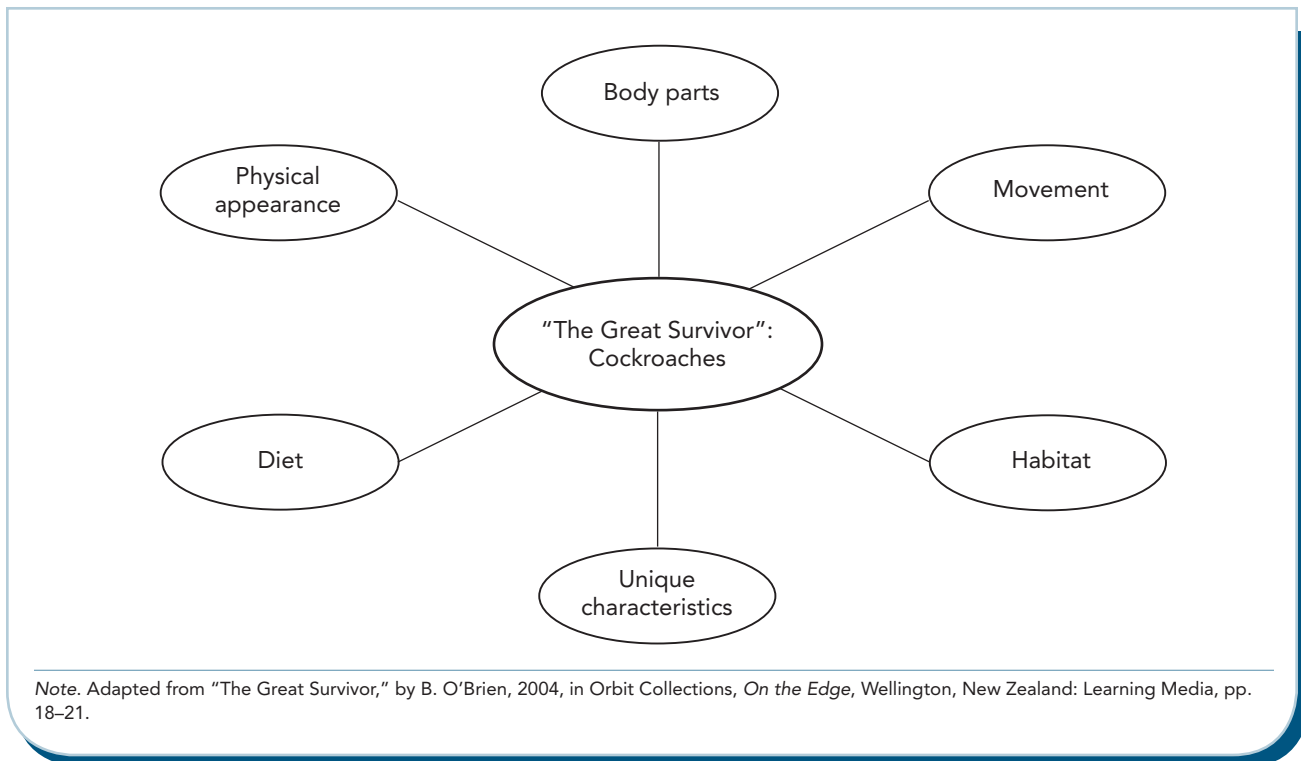 Body parts
Physical
appearance
Movement
“The Great Survivor”:
Cockroaches
Diet
Habitat
Unique
characteristics
Note. Adapted from “The Great Survivor,” by B. O’Brien, 2004, in Orbit Collections, On the Edge, Wellington, New Zealand: Learning Media, pp.
18–21.